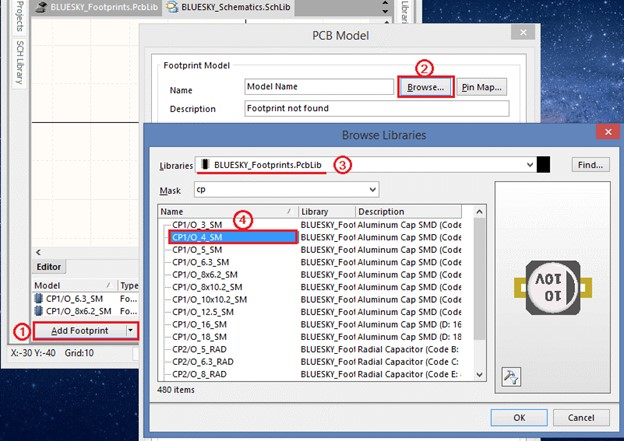 BLUESKY_Footprints.PcbLib BLUESKY_Schematics.SchLib
Projects
SCH Library
Libraries
PCB Model
Footprint Model
2
Name Model Name Browse... Pin Map...
Description Footprint not found
Browse Libraries
Libraries BLUESKY_Footprints.PcbLib 3 Find...
Mask cp
4
Name Library Description
CP1/O_3_SM BLUESKY_Foot Aluminum Cap SMD (Code
CP1/O_4_SM BLUESKY_Foot Aluminum Cap SMD (Code
CP1/O_5_SM BLUESKY_Foot Aluminum Cap SMD (Code
CP1/O_6.3_SM BLUESKY_Foot Aluminum Cap SMD (Code
CP1/O_8x6.2_SM BLUESKY_Foot Aluminum Cap SMD (Code
CP1/O_8x10.2_SM BLUESKY_Foot Aluminum Cap SMD (Code
CP1/O_10x10.2_SM BLUESKY_Foot Aluminum Cap SMD (Code
CP1/O_12.5_SM BLUESKY_Foot Aluminum Cap SMD (Code
CP1/O_16_SM BLUESKY_Foot Aluminum Cap SMD (D: 16
CP1/O_18_SM BLUESKY_Foot Aluminum Cap SMD (D: 18
CP2/O_5_RAD BLUESKY_Foot Radial Capacitor (Code B:
CP2/O_6.3_RAD BLUESKY_Foot Radial Capacitor (Code C:
CP2/O_8_RAD BLUESKY_Foot Radial Capacitor (Code E:
480 items
10
10V
OK Cancel
Editor
Model Type
CP1/O_6.3_SM Fo...
CP1/O_8x6.2_SM Fo...
1 Add Footprint
X:-30 Y:-40 Grid:10